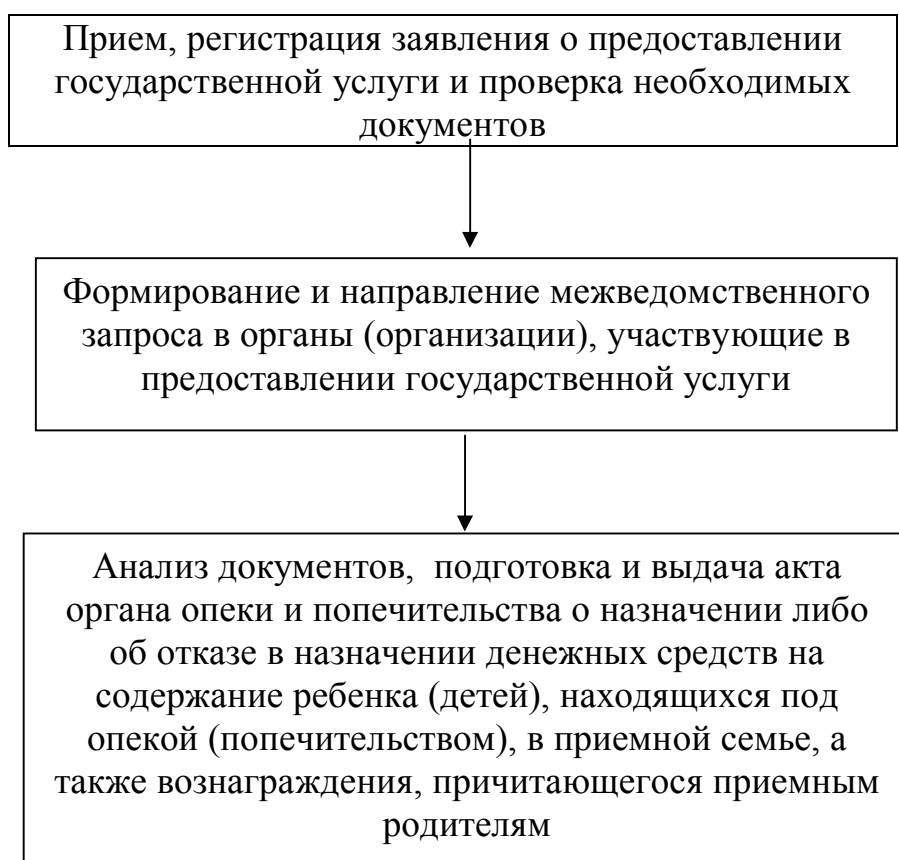 Прием, регистрация заявления о предоставлении
государственной услуги и проверка необходимых
документов
Формирование и направление межведомственного
запроса в органы (организации), участвующие в
предоставлении государственной услуги
Анализ документов, подготовка и выдача акта
органа опеки и попечительства о назначении либо
об отказе в назначении денежных средств на
содержание ребенка (детей), находящихся под
опекой (попечительством), в приемной семье, а
также вознаграждения, причитающегося приемным
родителям